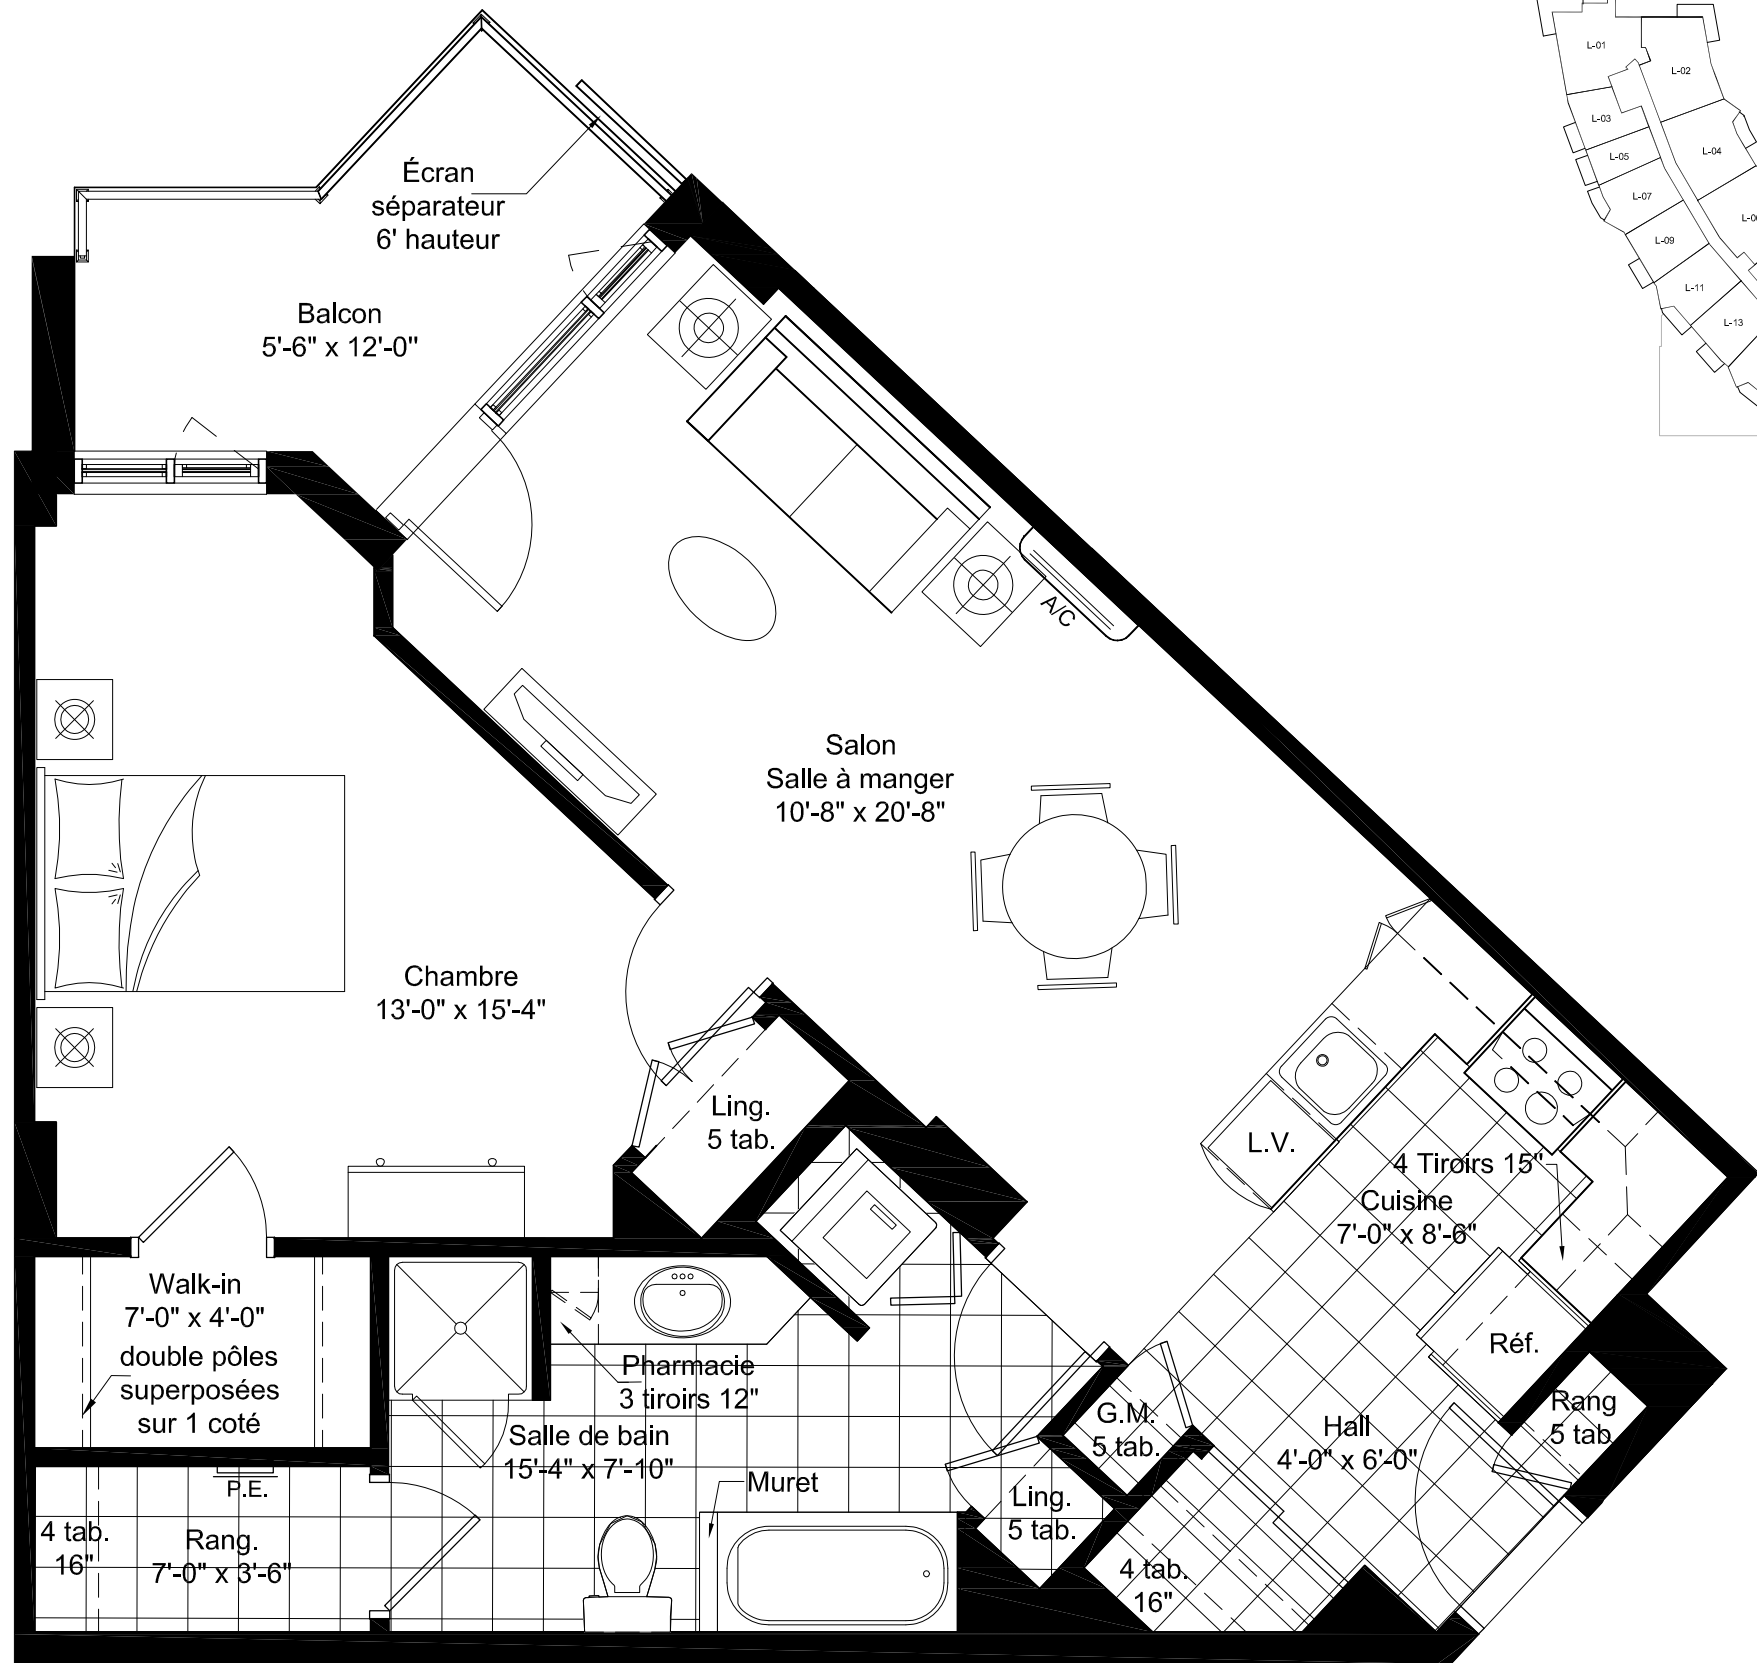 L-01
L-02
L-03
L-04
L-05
L-07
L-09
L-11
L-13
Écran
séparateur
6' hauteur
Balcon
5'-6" x 12'-0"
A/C
Salon
Salle à manger
10'-8" x 20'-8"
Chambre
13'-0" x 15'-4"
Ling.
5 tab.
L.V.
4 Tiroirs 15"
Cuisine
7'-0" x 8'-6"
Walk-in
7'-0" x 4'-0"
double pôles
superposées
sur 1 coté
Réf.
Pharmacie
3 tiroirs 12"
Rang
5 tab
G.M.
5 tab.
Hall
4'-0" x 6'-0"
Salle de bain
15'-4" x 7'-10"
Muret
P.E.
Ling.
5 tab.
4 tab.
16"
Rang.
7'-0" x 3'-6"
4 tab.
16"